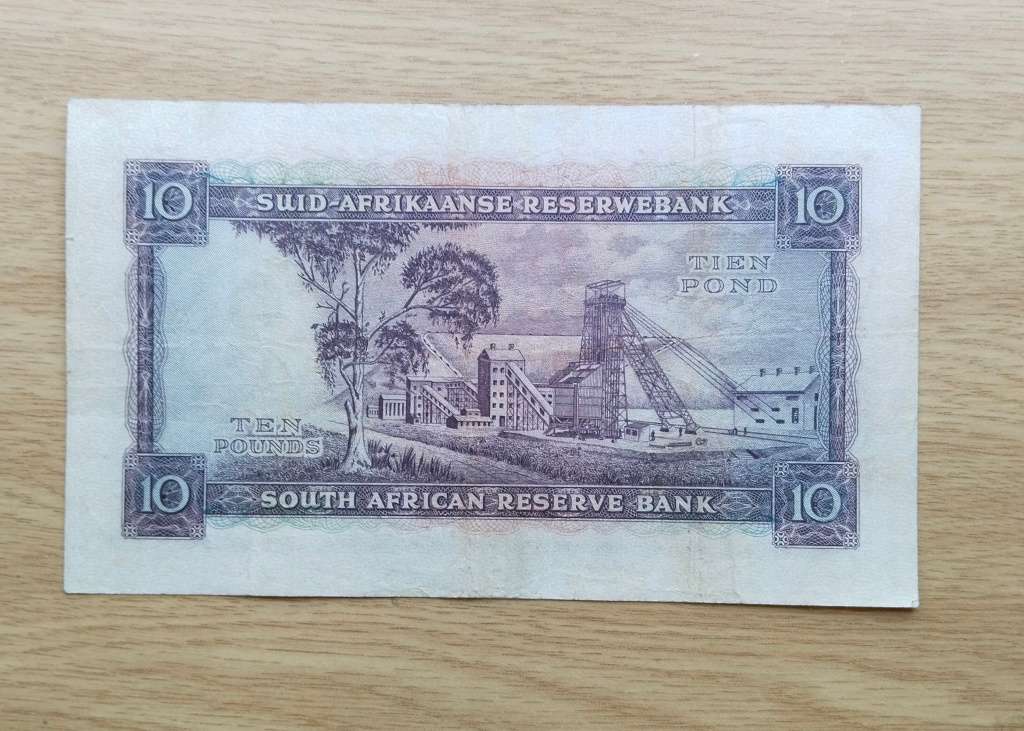 10 SUID-AFRIKAANSE RESERWEBANK 10
TIEN
POND
TEN
POUNDS
10 SOUTH AFRICAN RESERVE BANK 10